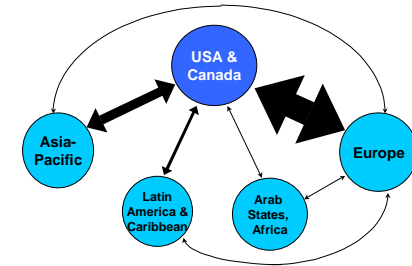 USA &
Canada
Asia-
Pacific
Europe
Latin
America &
Caribbean
Arab
States,
Africa